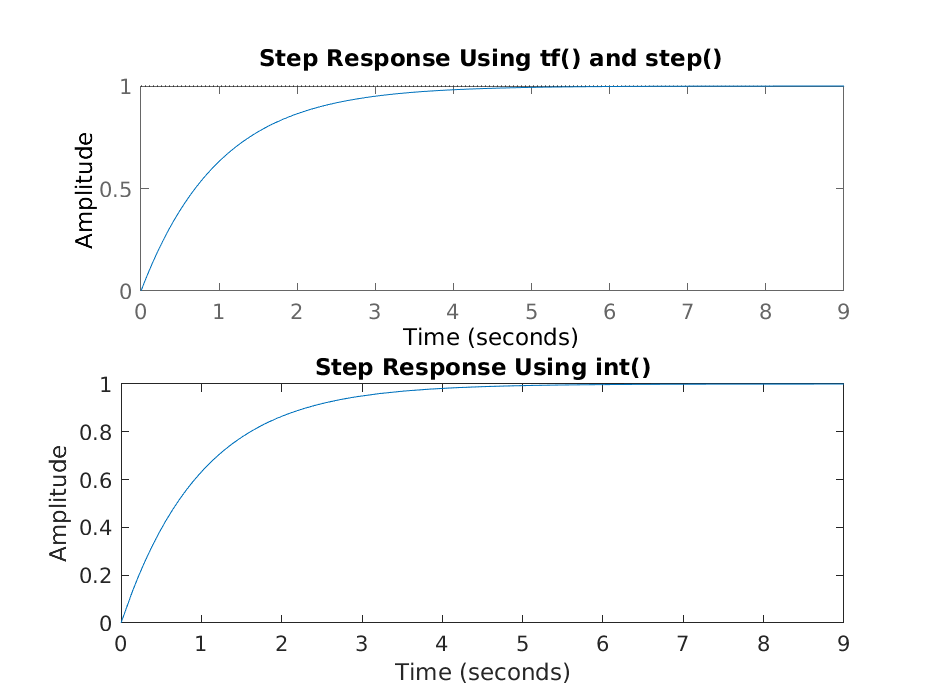 Step Response Using tf() and step()
Amplitude
1
0.5
0
0 1 2 3 4 5 6 7 8 9
Time (seconds)
Step Response Using int()
Amplitude
1
0.8
0.6
0.4
0.2
0
0 1 2 3 4 5 6 7 8 9
Time (seconds)